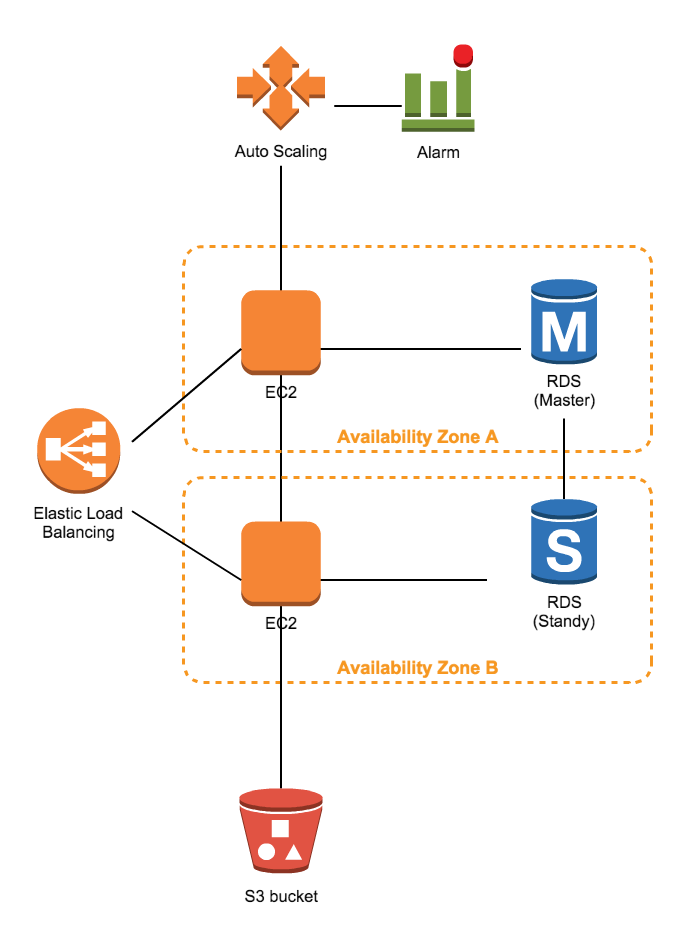 Auto Scaling
Alarm
M
EC2
RDS
(Master)
Availability Zone A
Elastic Load
Balancing
S
EC2
RDS
(Standy)
Availability Zone B
S3 bucket